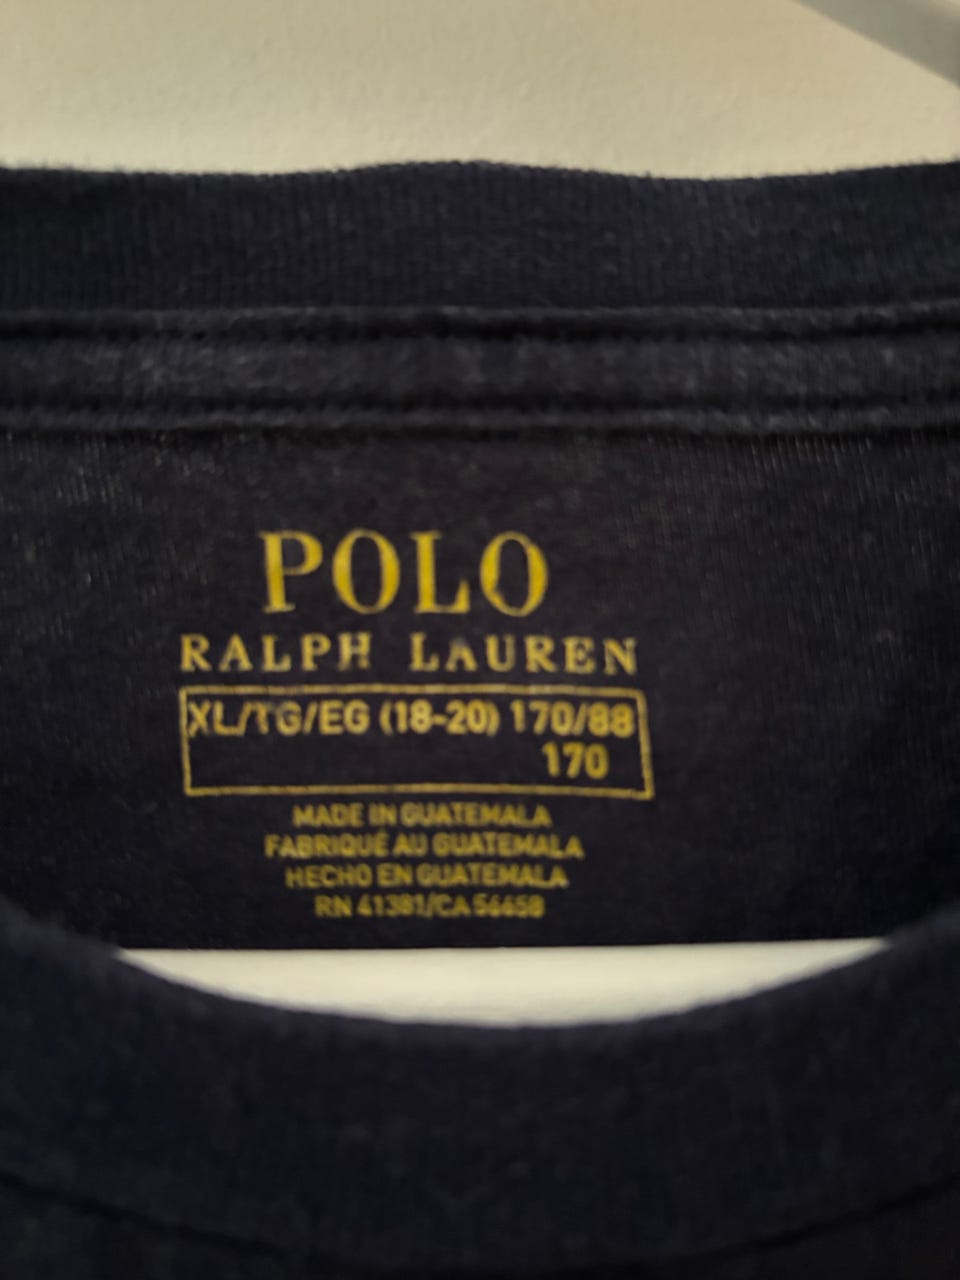 POLO
RALPH LAUREN
XL/TG/EG (18-20) 170/88
170
MADE IN GUATEMALA
FABRIQUÉ AU GUATEMALA
HECHO EN GUATEMALA
RN 41381/CA 56658